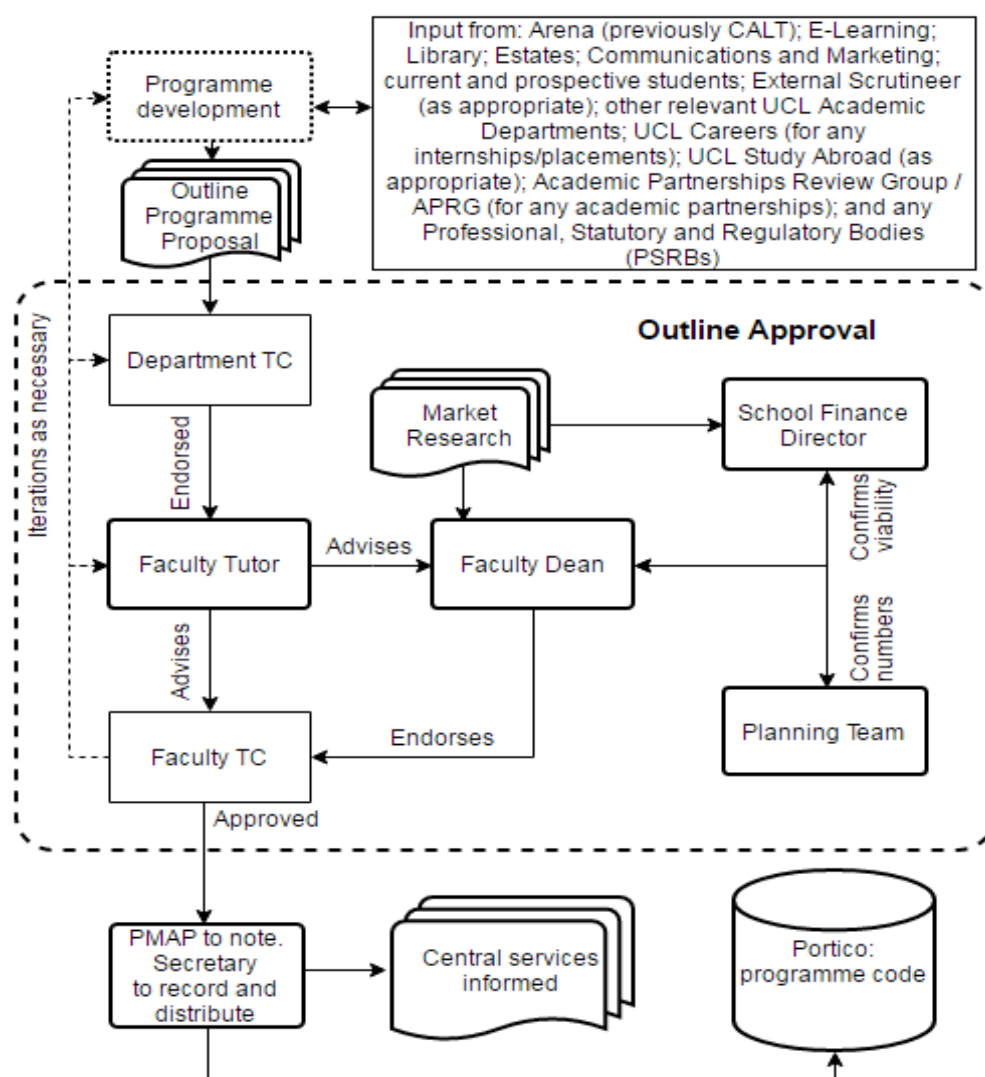 Input from: Arena (previously CALT); E-Learning;
Library; Estates; Communications and Marketing;
current and prospective students; External Scrutineer
(as appropriate); other relevant UCL Academic
Departments; UCL Careers (for any
internships/placements); UCL Study Abroad (as
appropriate); Academic Partnerships Review Group /
APRG (for any academic partnerships); and any
Professional, Statutory and Regulatory Bodies
(PSRBs)
Programme
development
Outline
Programme
Proposal
Outline Approval
Iterations as necessary
Department TC
Endorsed
Market
Research
School Finance
Director
Confirms
viability
Faculty Tutor
Advises
Faculty Dean
Advises
Confirms
numbers
Faculty TC
Endorses
Planning Team
Approved
PMAP to note.
Secretary
to record and
distribute
Central services
informed
Portico:
programme code